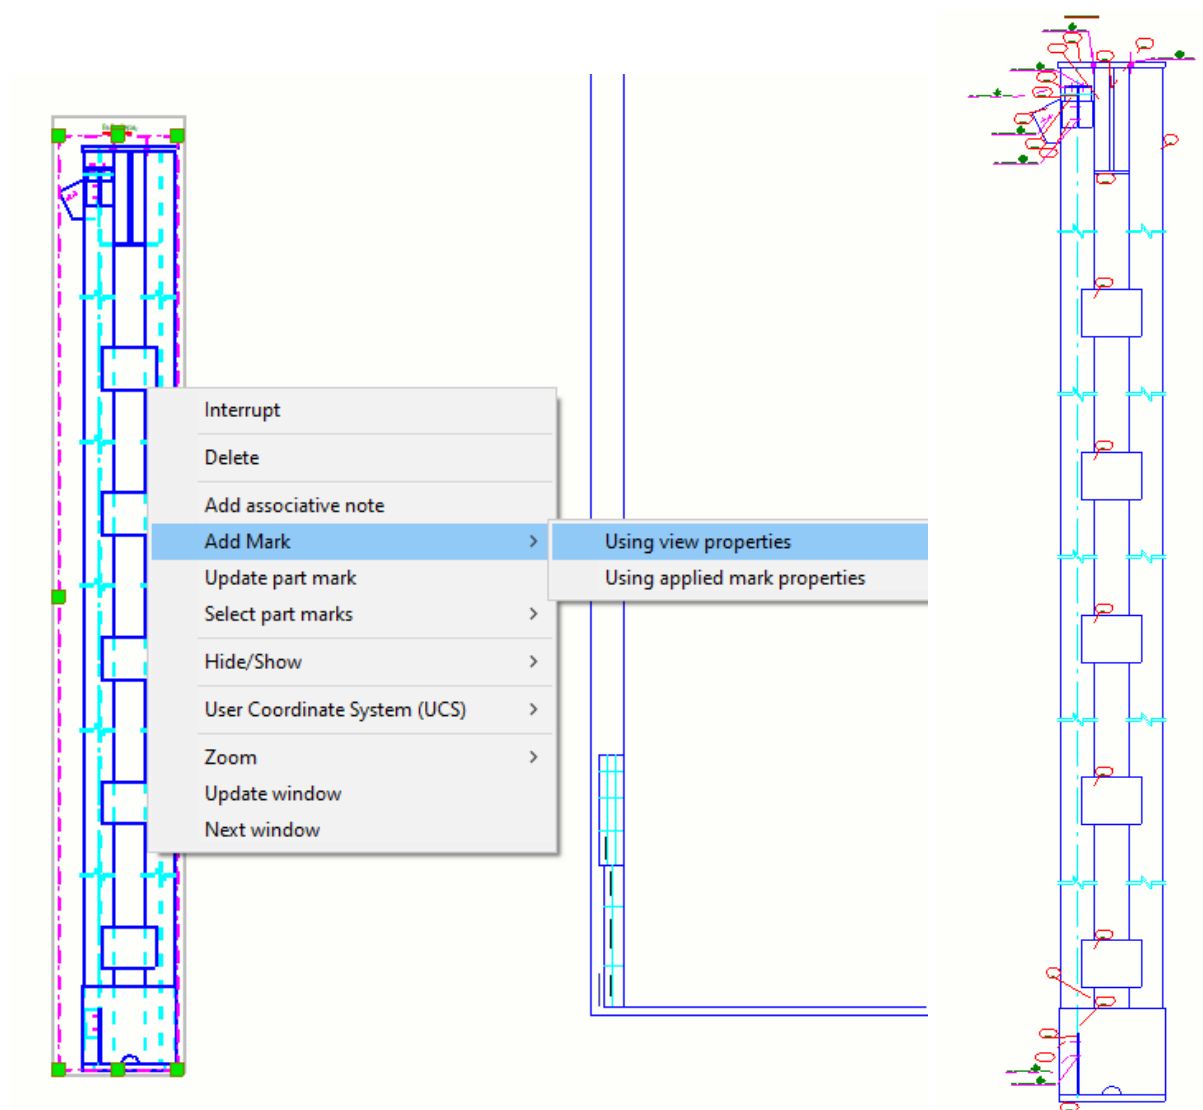 Interrupt
Delete
Add associative note
Add Mark
Using view properties
Update part mark
Using applied mark properties
Select part marks
Hide/Show
User Coordinate System (UCS)
Zoom
Update window
Next window